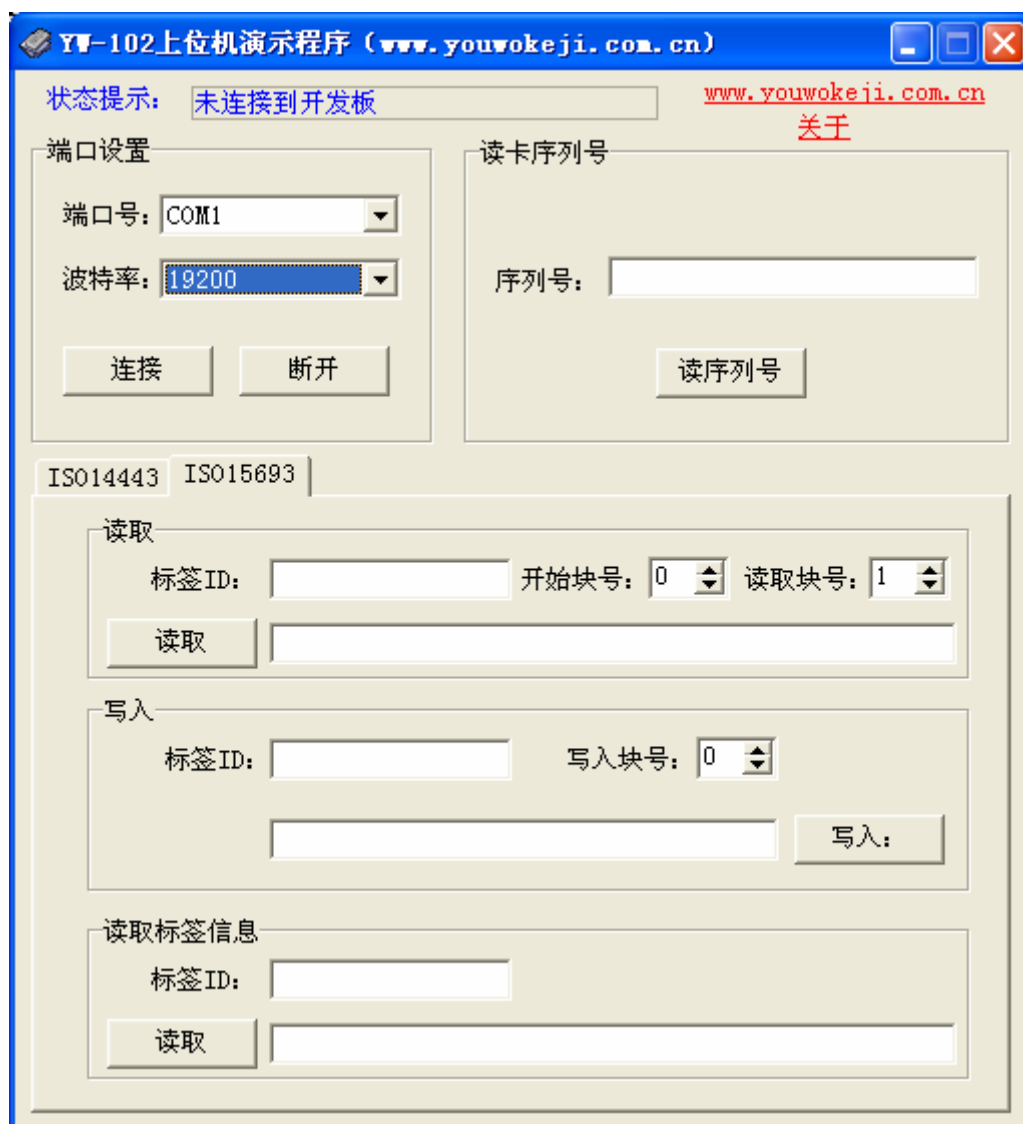 YW-102上位机演示程序(www.youwokeji.com.cn)
状态提示: 未连接到开发板
www.youwokeji.com.cn
关于
端口设置
端口号: COM1
波特率: 19200
连接 断开
读卡序列号
序列号:
读序列号
ISO14443 ISO15693
读取
标签ID: 开始块号: 0 读取块号: 1
读取
写入
标签ID: 写入块号: 0
写入:
读取标签信息
标签ID:
读取